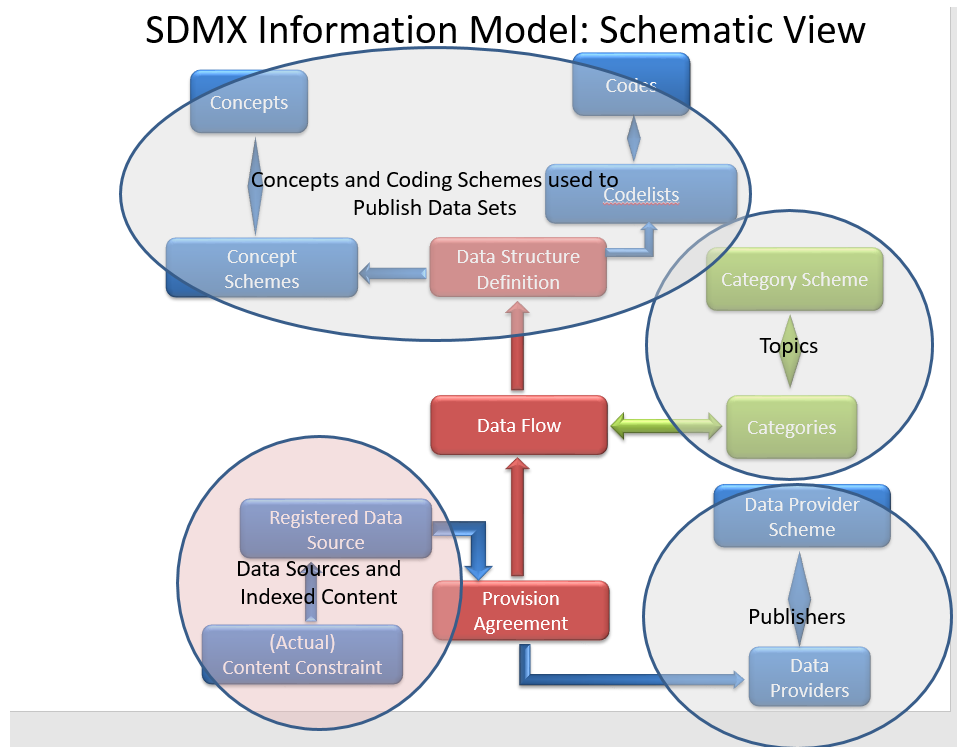 SDMX Information Model: Schematic View
Concepts
Codes
Concepts and Coding Schemes used to
Publish Data Sets
Codelists
Concept
Schemes
Data Structure
Definition
Category Scheme
Topics
Data Flow
Categories
Registered Data
Source
Data Sources and
Indexed Content
(Actual)
Content Constraint
Provision
Agreement
Data Provider
Scheme
Publishers
Data
Providers